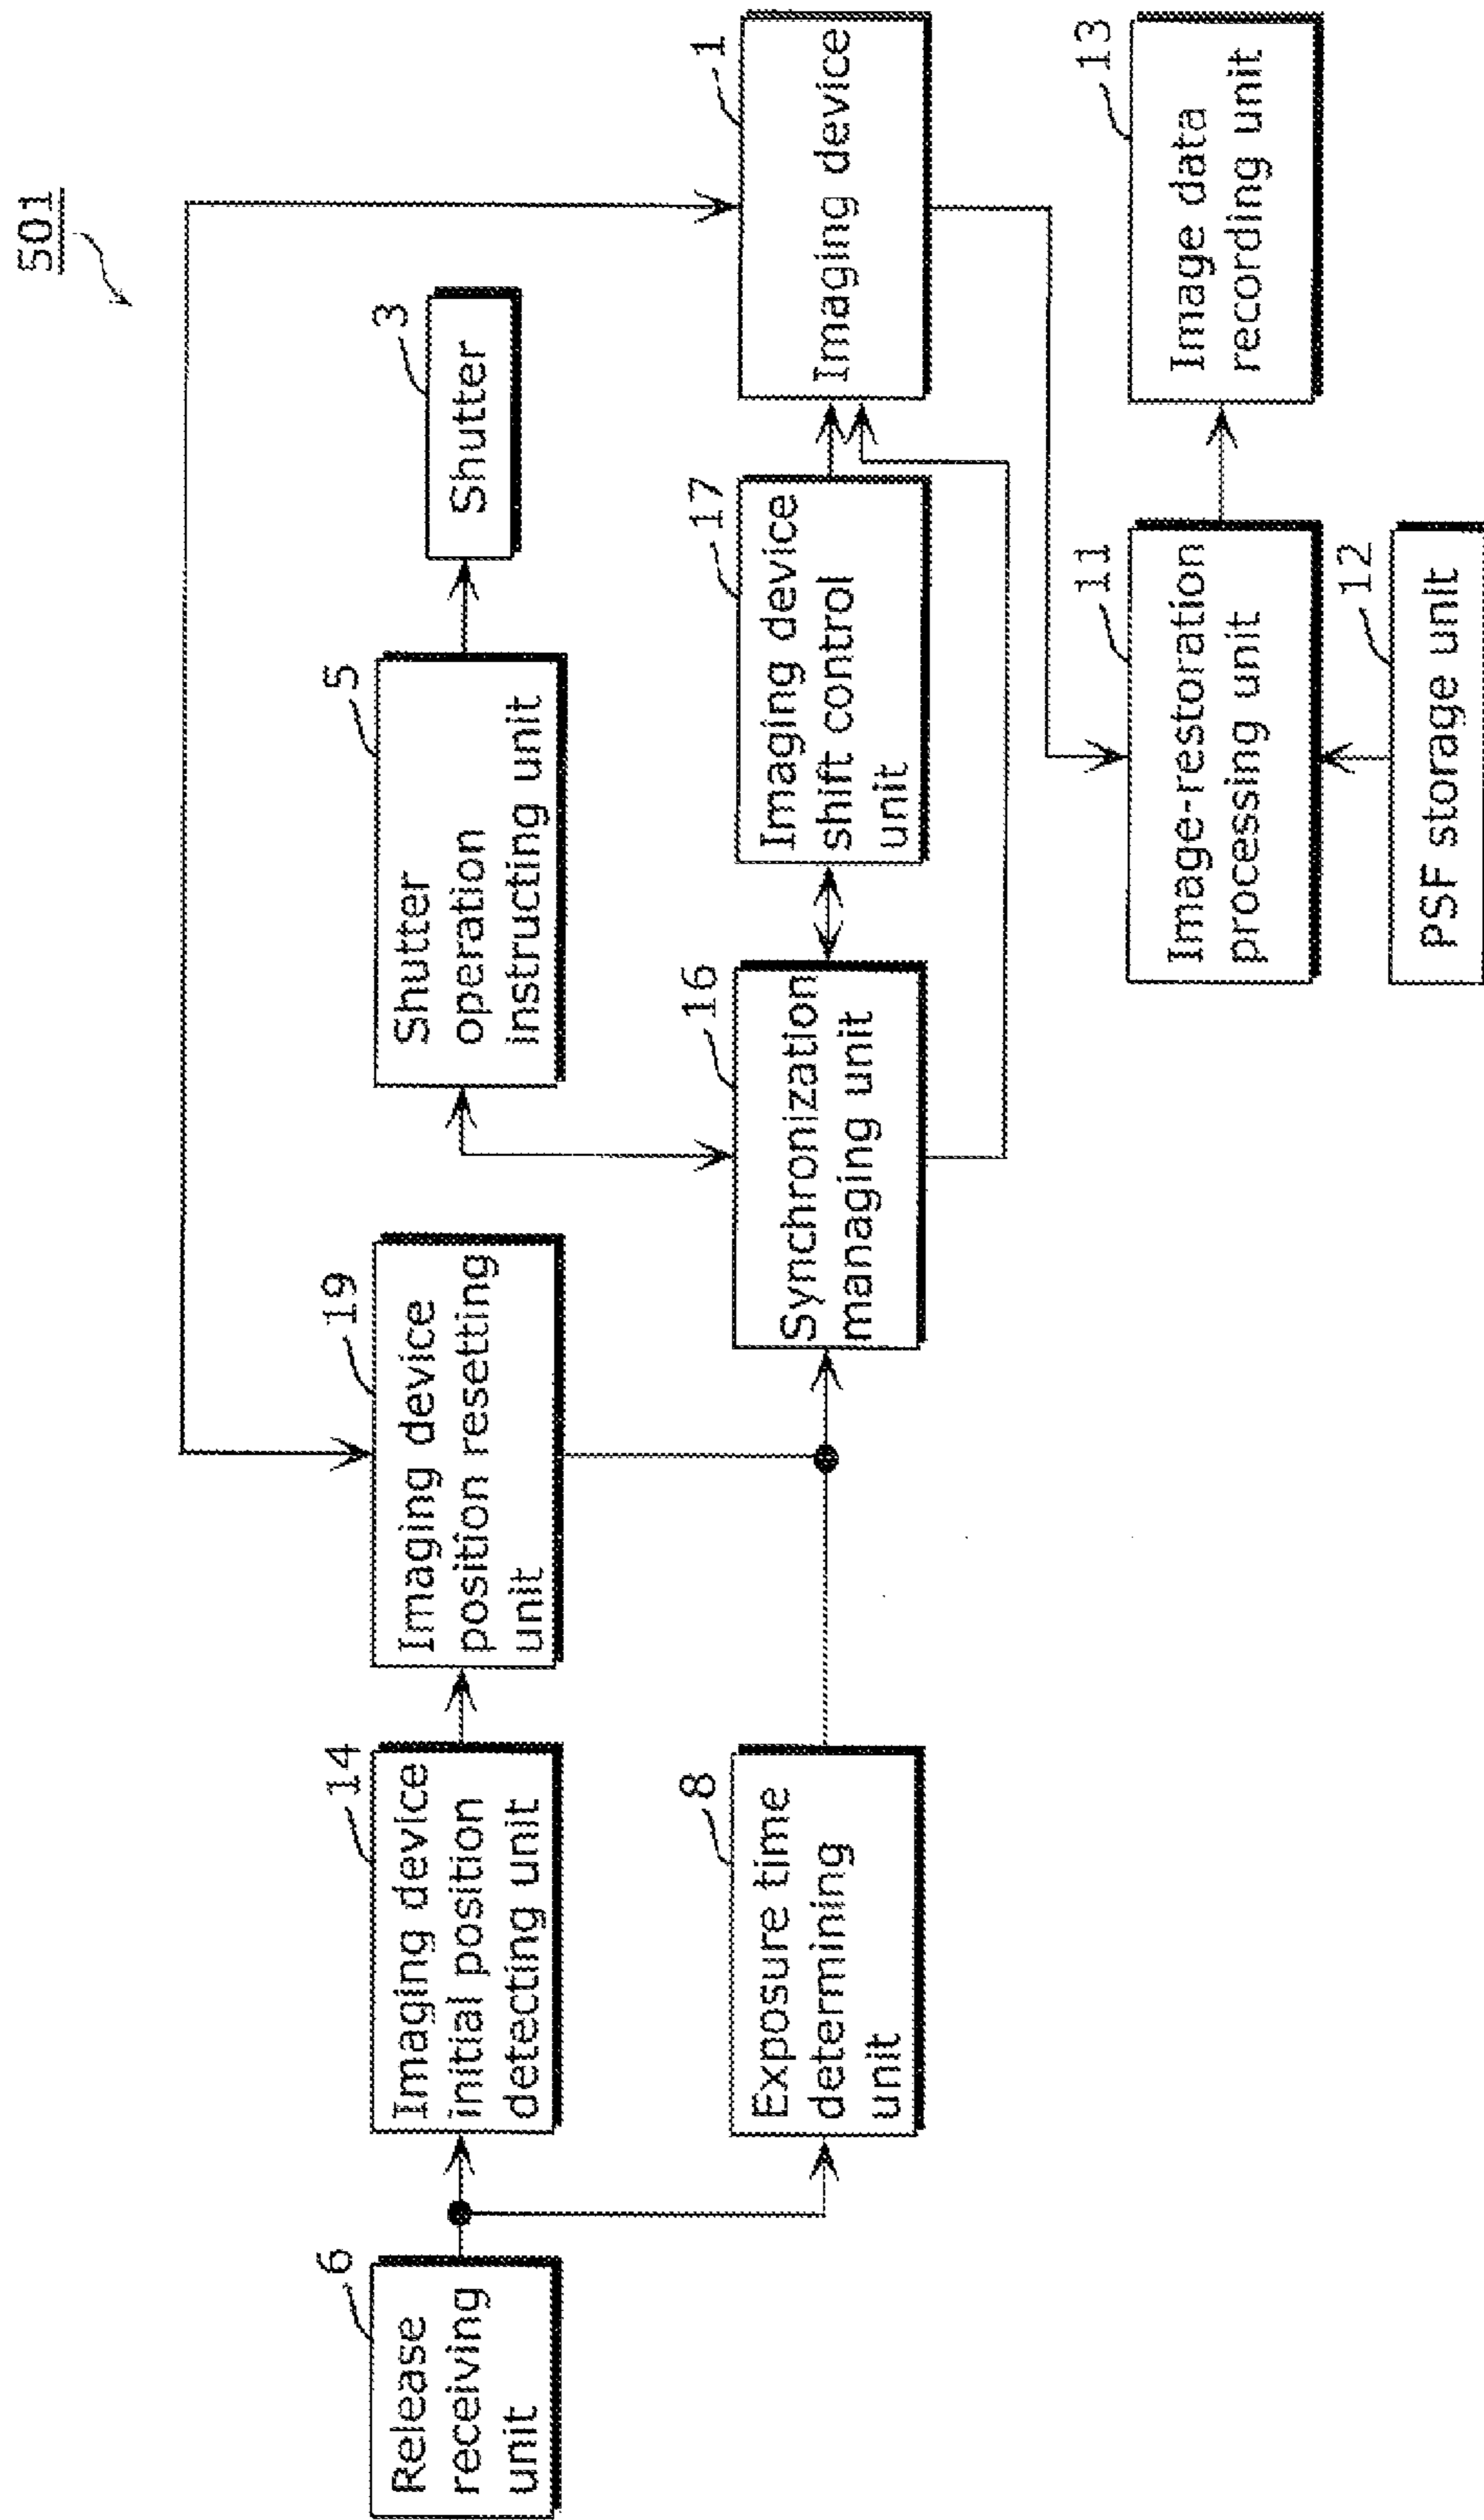 501
6
Release
receiving
unit
14
Imaging device
initial position
detecting unit
19
Imaging device
position resetting
unit
5
Shutter
operation
instructing unit
3
Shutter
8
Exposure time
determining
unit
16
Synchronization
managing unit
17
Imaging device
shift control
unit
1
Imaging device
11
Image-restoration
processing unit
13
Image data
recording unit
12
PSF storage unit